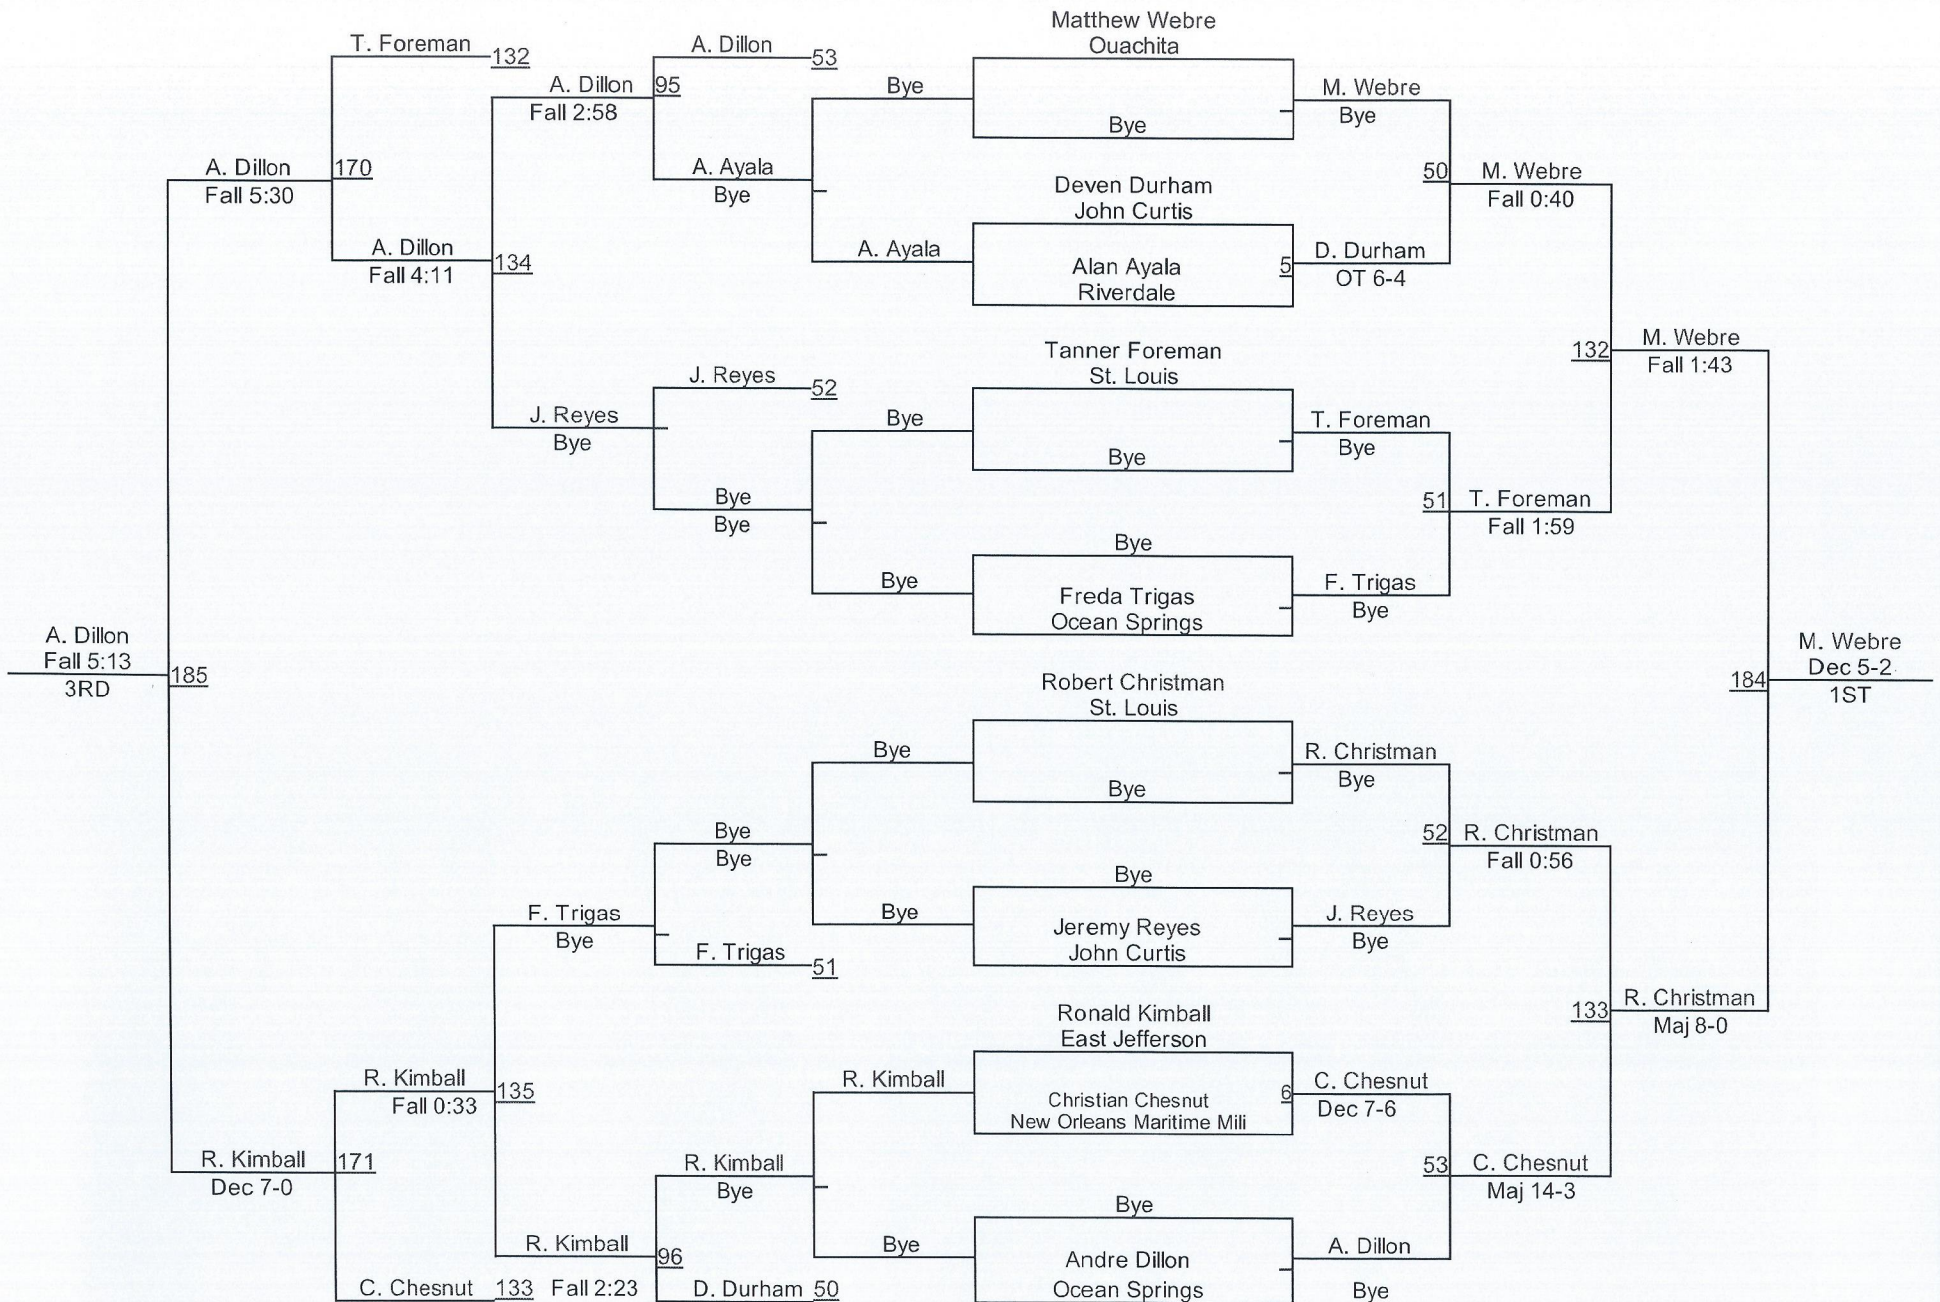 Matthew Webre
Ouachita
T. Foreman
132
A. Dillon
53
A. Dillon
95
Fall 2:58
Bye
Bye
M. Webre
Bye
A. Dillon
170
Fall 5:30
A. Ayala
Bye
50
M. Webre
Fall 0:40
Deven Durham
John Curtis
A. Dillon
134
Fall 4:11
A. Ayala
Alan Ayala
Riverdale
5
D. Durham
OT 6-4
Tanner Foreman
St. Louis
132
M. Webre
Fall 1:43
J. Reyes
52
J. Reyes
Bye
Bye
Bye
T. Foreman
Bye
Bye
Bye
51
T. Foreman
Fall 1:59
Bye
Bye
Freda Trigas
Ocean Springs
F. Trigas
Bye
A. Dillon
Fall 5:13
3RD
185
M. Webre
Dec 5-2
1ST
184
Robert Christman
St. Louis
Bye
Bye
R. Christman
Bye
Bye
Bye
52
R. Christman
Fall 0:56
Bye
F. Trigas
Bye
Bye
Jeremy Reyes
John Curtis
J. Reyes
Bye
F. Trigas
51
Ronald Kimball
East Jefferson
133
R. Christman
Maj 8-0
R. Kimball
135
Fall 0:33
R. Kimball
Christian Chesnut
New Orleans Maritime Mili
6
C. Chesnut
Dec 7-6
R. Kimball
171
Dec 7-0
R. Kimball
Bye
53
C. Chesnut
Maj 14-3
Bye
R. Kimball
96
Fall 2:23
Bye
Andre Dillon
Ocean Springs
A. Dillon
Bye
C. Chesnut
133
D. Durham
50